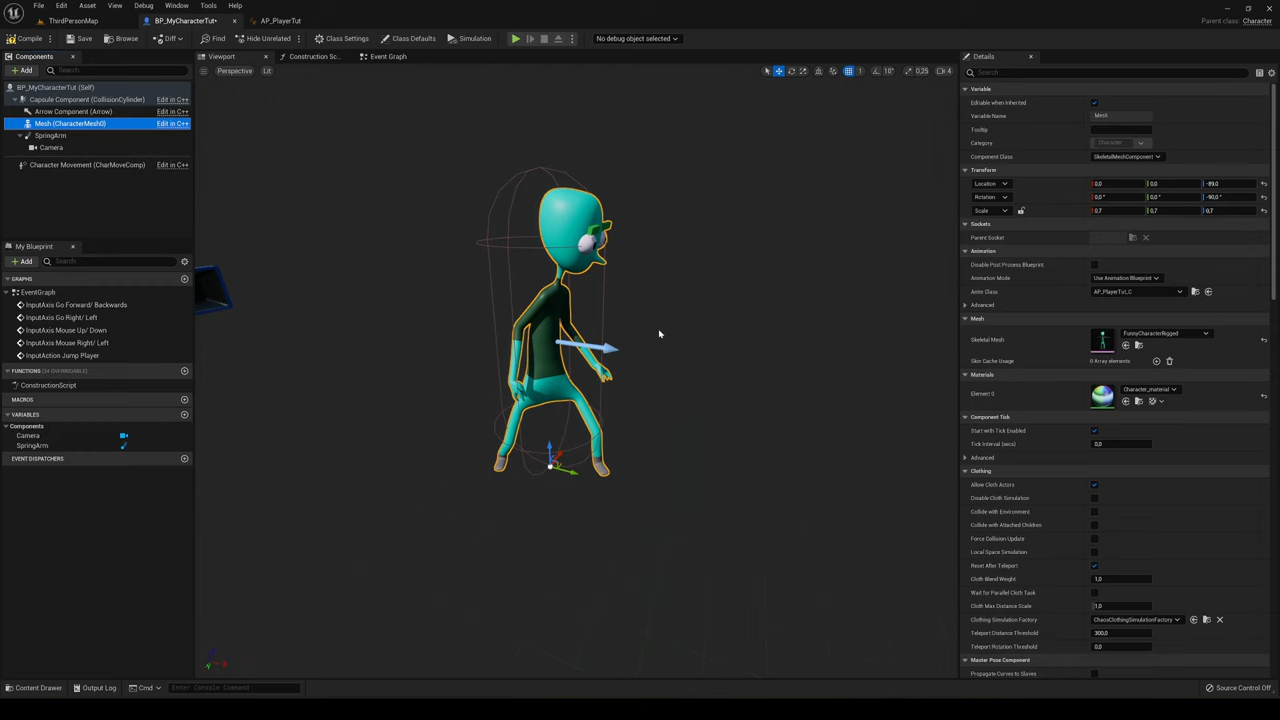 File Edit Asset View Debug Window Tools Help
ThirdPersonMap BP_MyCharacterTut• AP_PlayerTut
Parent class: Character
Compile Save Browse Diff Find Hide Unrelated Class Settings Class Defaults Simulation No debug object selected
Components
Viewport Construction Sc... Event Graph
Details
Add Search
Perspective Lit
10° 0,25 4
Search
BP_MyCharacterTut (Self)
Variable
Capsule Component (CollisionCylinder) Edit in C++
Editable when Inherited
Arrow Component (Arrow) Edit in C++
Variable Name Mesh
Mesh (CharacterMesh0) Edit in C++
Tooltip
SpringArm
Category Character
Camera
Component Class SkeletalMeshComponent
Character Movement (CharMoveComp) Edit in C++
Transform
Location 0,0 0,0 -89,0
Rotation 0,0 ° 0,0 ° -90,0 °
Scale 0,7 0,7 0,7
Sockets
Parent Socket
My Blueprint
Animation
Add Search
Disable Post Process Blueprint
GRAPHS
Animation Mode Use Animation Blueprint
EventGraph
Anim Class AP_PlayerTut_C
InputAxis Go Forward/ Backwards
Advanced
InputAxis Go Right/ Left
Mesh
InputAxis Mouse Up/ Down
Skeletal Mesh FunnyCharacterRigged
InputAxis Mouse Right/ Left
InputAction Jump Player
Skin Cache Usage 0 Array elements
FUNCTIONS (34 OVERRIDABLE)
Materials
ConstructionScript
Element 0 Character_material
MACROS
VARIABLES
Component Tick
Components
Start with Tick Enabled
Camera
Tick Interval (secs) 0,0
SpringArm
Advanced
EVENT DISPATCHERS
Clothing
Allow Cloth Actors
Disable Cloth Simulation
Collide with Environment
Collide with Attached Children
Force Collision Update
Local Space Simulation
Reset After Teleport
Cloth Blend Weight 1,0
Wait for Parallel Cloth Task
Cloth Max Distance Scale 1,0
Clothing Simulation Factory ChaosClothingSimulationFactory
Teleport Distance Threshold 300,0
Teleport Rotation Threshold 0,0
Master Pose Component
Propagate Curves to Slaves
Content Drawer Output Log Cmd Enter Console Command
Source Control Off